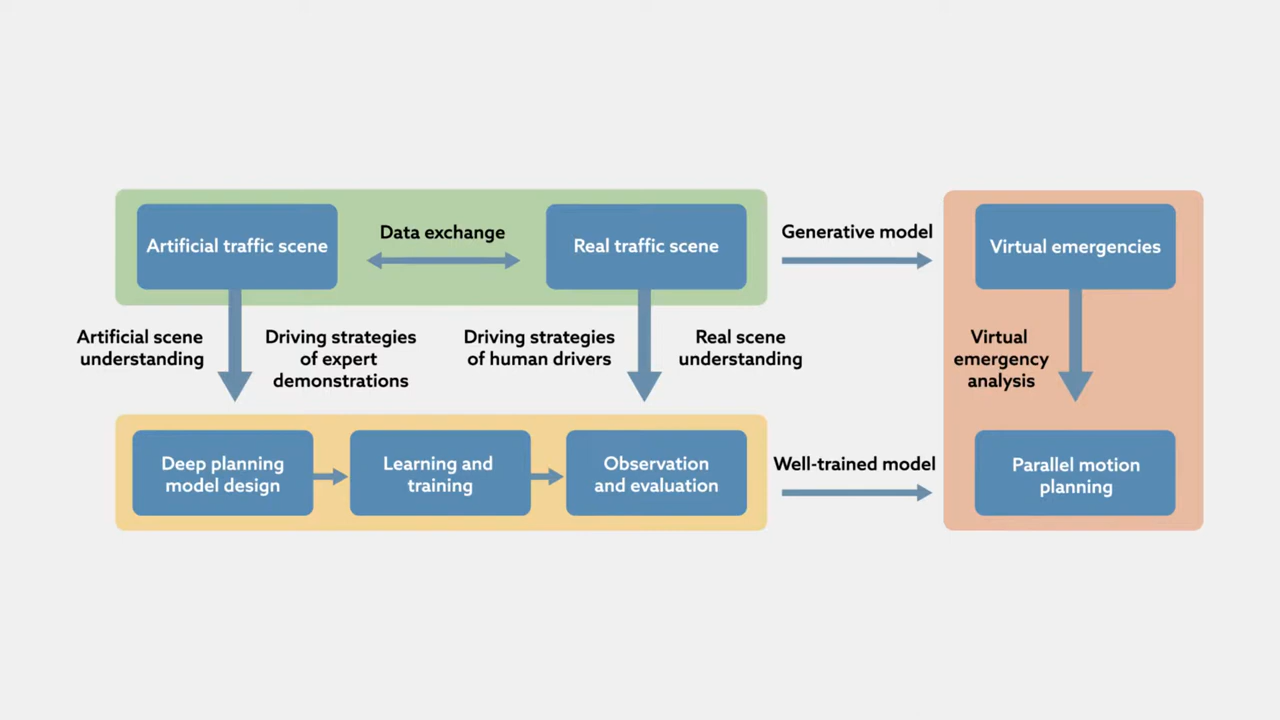 Artificial traffic scene
Data exchange
Real traffic scene
Generative model
Virtual emergencies
Artificial scene
understanding
Driving strategies
of expert
demonstrations
Driving strategies
of human drivers
Real scene
understanding
Virtual
emergency
analysis
Deep planning
model design
Learning and
training
Observation
and evaluation
Well-trained model
Parallel motion
planning